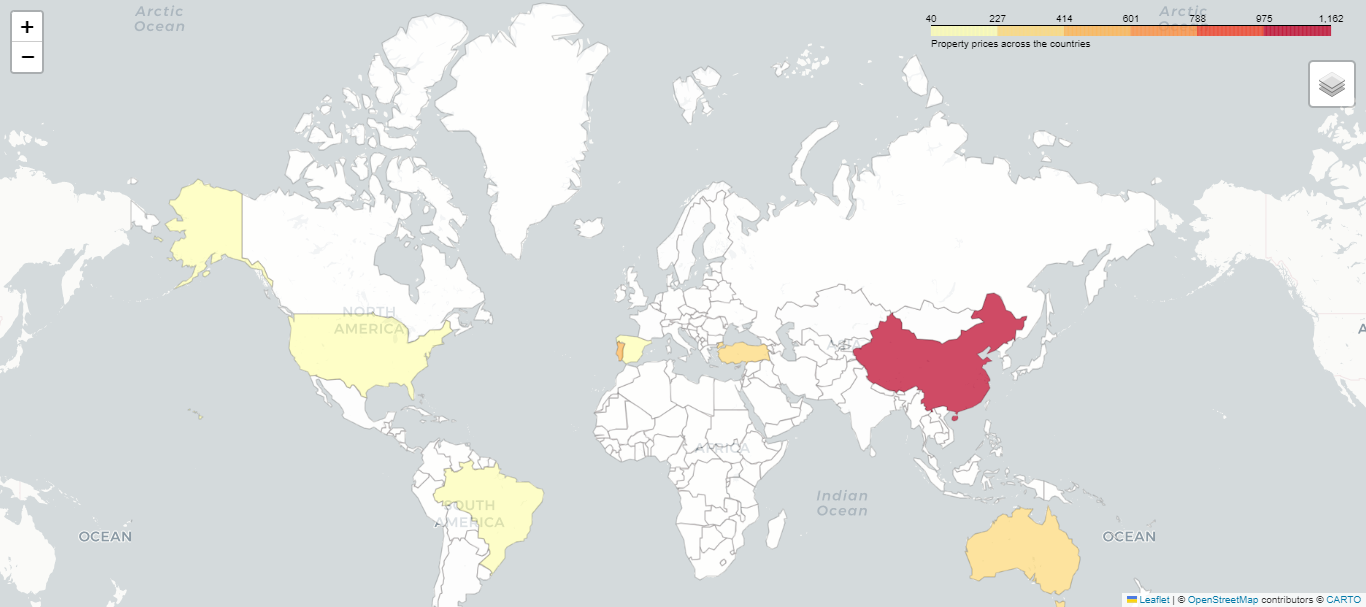 +
−
Arctic
Ocean
Arctic
Ocean
40 227 414 601 788 975 1,162
Property prices across the countries
NORTH
AMERICA
A
AFRICA
SOUTH
AMERICA
Indian
Ocean
OCEAN
OCEAN
Leaflet | © OpenStreetMap contributors © CARTO